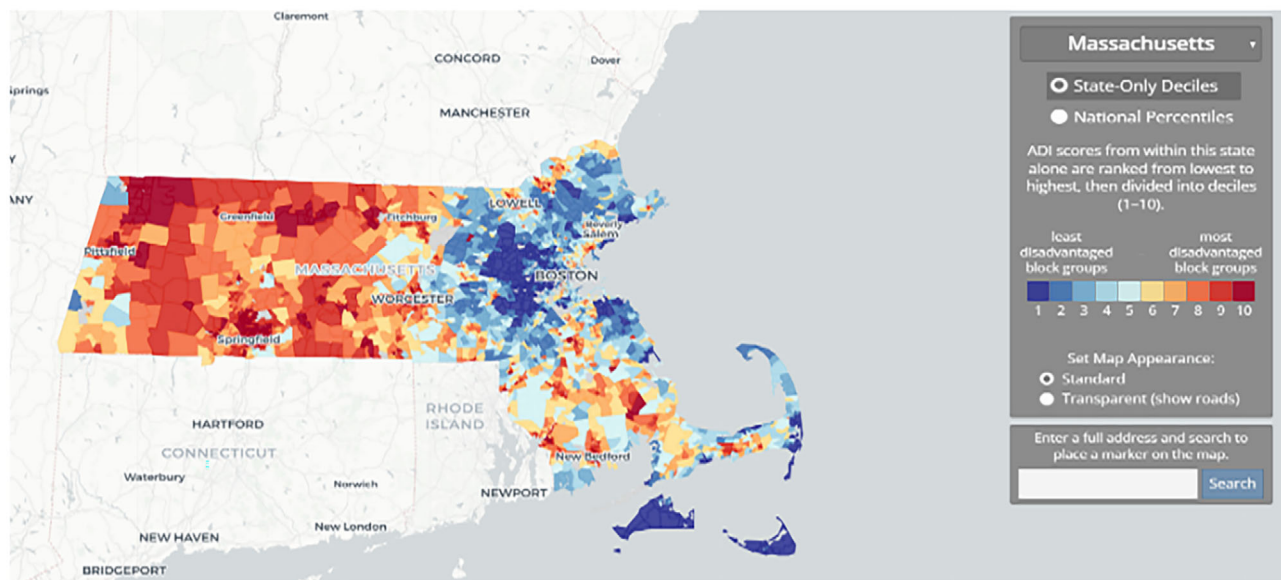 Claremont
CONCORD
Dover
Springs
MANCHESTER
Y
ANY
LOWELL
Greenfield
Fitchburg
Beverly
Salem
Pittsfield
MASSACHUSETTS
BOSTON
WORCESTER
Springfield
HARTFORD
RHODE
ISLAND
CONNECTICUT
New Bedford
Waterbury
Norwich
NEWPORT
New London
NEW HAVEN
BRIDGEPORT
Massachusetts
State-Only Deciles
National Percentiles
ADI scores from within this state
alone are ranked from lowest to
highest, then divided into deciles
(1–10).
least
disadvantaged
block groups
most
disadvantaged
block groups
1 2 3 4 5 6 7 8 9 10
Set Map Appearance:
Standard
Transparent (show roads)
Enter a full address and search to
place a marker on the map.
Search